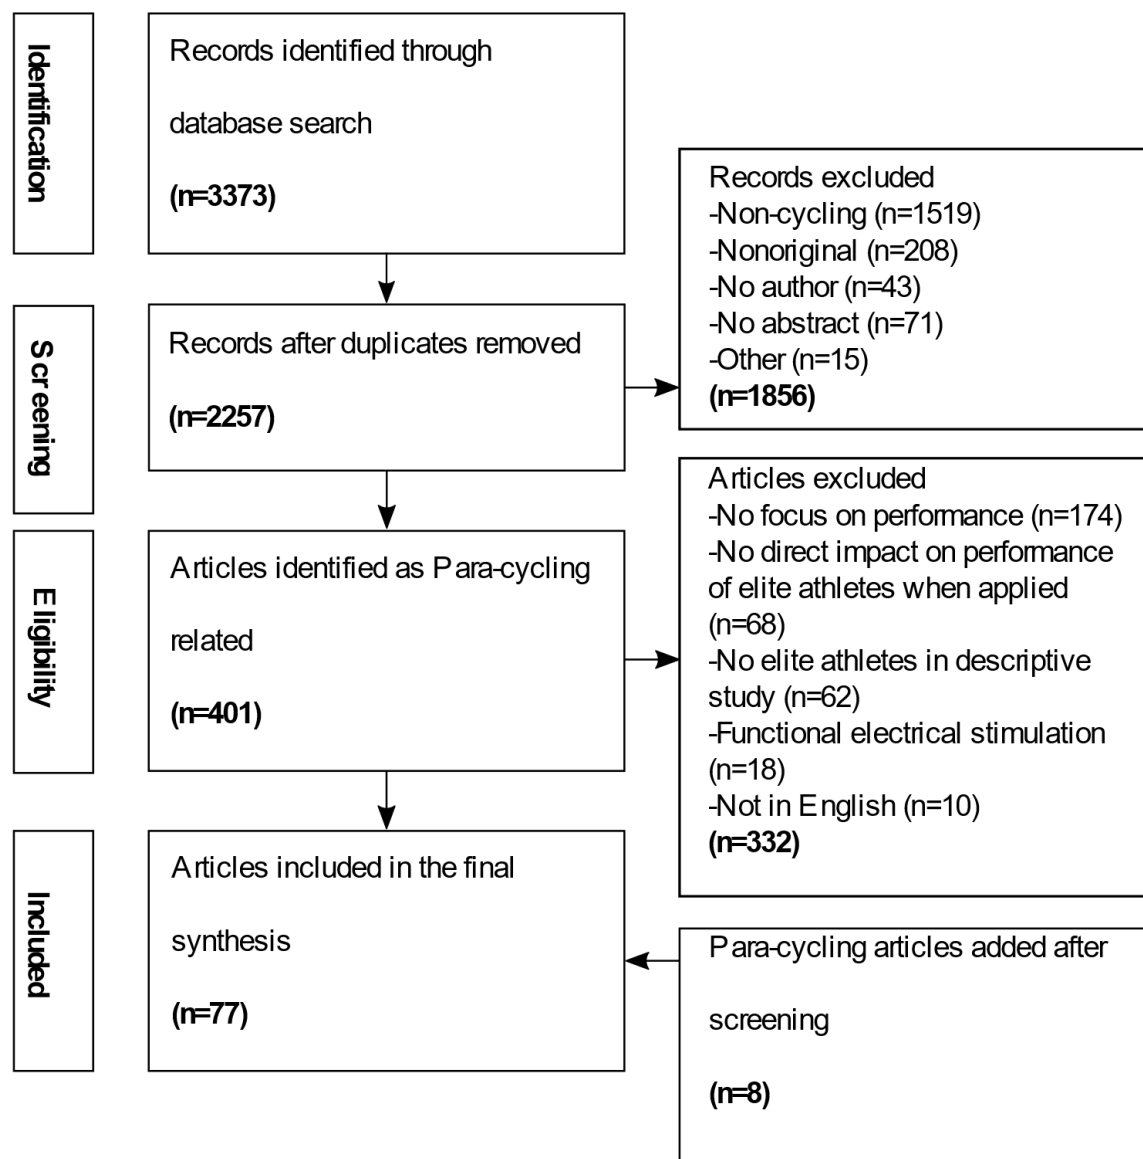 Identification
Records identified through
database search
(n=3373)
Records excluded
-Non-cycling (n=1519)
-Nonoriginal (n=208)
-No author (n=43)
-No abstract (n=71)
-Other (n=15)
(n=1856)
Screening
Records after duplicates removed
(n=2257)
Eligibility
Articles identified as Para-cycling
related
(n=401)
Articles excluded
-No focus on performance (n=174)
-No direct impact on performance
of elite athletes when applied
(n=68)
-No elite athletes in descriptive
study (n=62)
-Functional electrical stimulation
(n=18)
-Not in English (n=10)
(n=332)
Included
Articles included in the final
synthesis
(n=77)
Para-cycling articles added after
screening
(n=8)